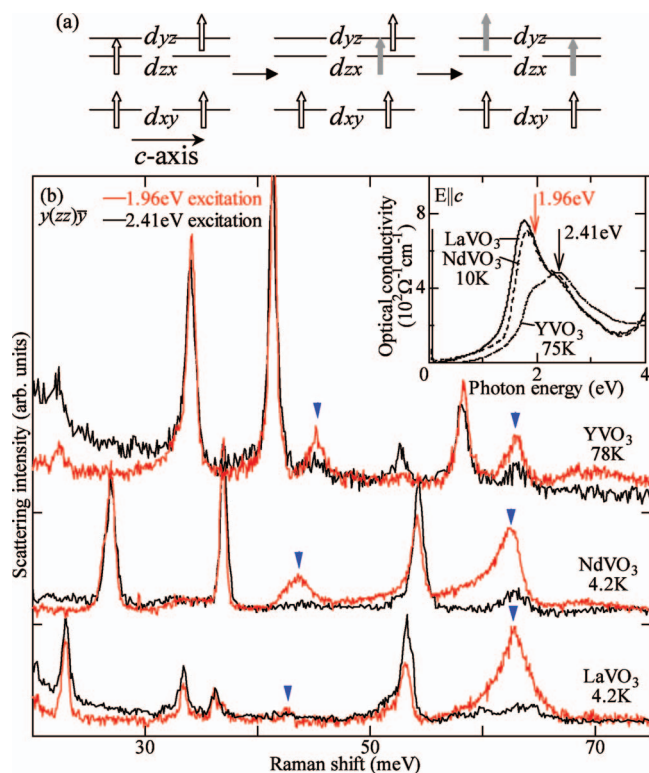 (a)
dyz dyz dyz
dzx dzx dzx
dxy dxy dxy
c-axis
(b) y(zz)y̅
1.96eV excitation
2.41eV excitation
E||c
1.96eV
2.41eV
LaVO3
NdVO3
10K
YVO3
75K
Optical conductivity
(10²Ω⁻¹cm⁻¹)
8
4
0 2 4
Photon energy (eV)
Scattering intensity (arb. units)
YVO3
78K
NdVO3
4.2K
LaVO3
4.2K
30 50 70
Raman shift (meV)